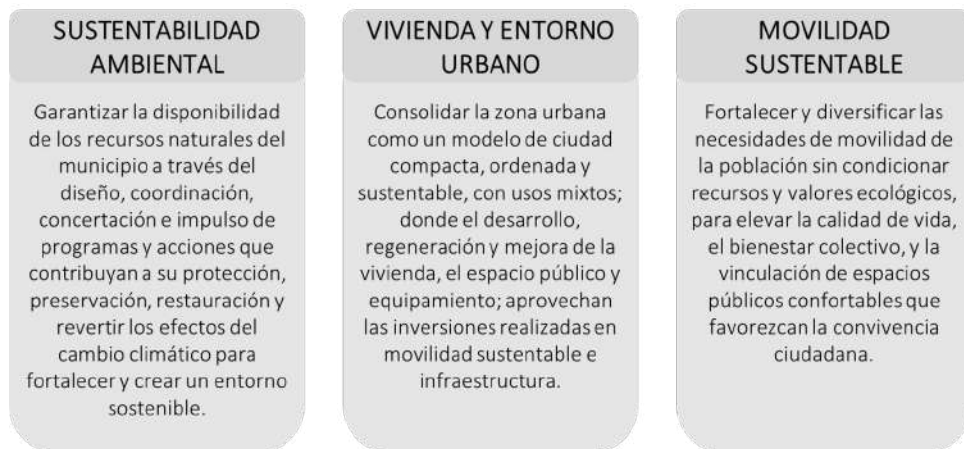 SUSTENTABILIDAD
AMBIENTAL
Garantizar la disponibilidad
de los recursos naturales del
municipio a través del
diseño, coordinación,
concertación e impulso de
programas y acciones que
contribuyan a su protección,
preservación, restauración y
revertir los efectos del
cambio climático para
fortalecer y crear un entorno
sostenible.
VIVIENDA Y ENTORNO
URBANO
Consolidar la zona urbana
como un modelo de ciudad
compacta, ordenada y
sustentable, con usos mixtos;
donde el desarrollo,
regeneración y mejora de la
vivienda, el espacio público y
equipamiento; aprovechan
las inversiones realizadas en
movilidad sustentable e
infraestructura.
MOVILIDAD
SUSTENTABLE
Fortalecer y diversificar las
necesidades de movilidad de
la población sin condicionar
recursos y valores ecológicos,
para elevar la calidad de vida,
el bienestar colectivo, y la
vinculación de espacios
públicos confortables que
favorezcan la convivencia
ciudadana.